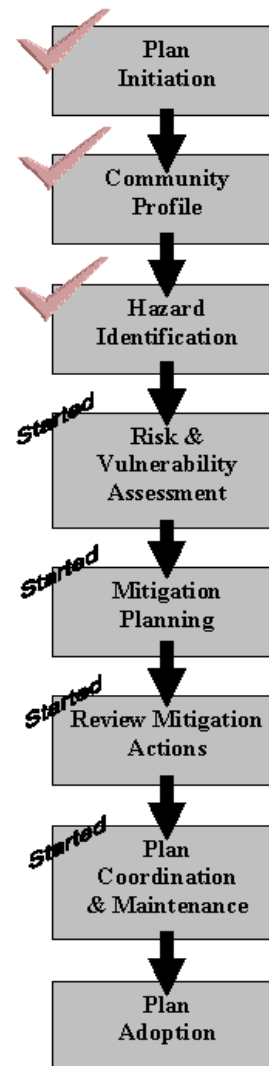 Plan
Initiation
Community
Profile
Hazard
Identification
Started
Risk &
Vulnerability
Assessment
Started
Mitigation
Planning
Started
Review Mitigation
Actions
Started
Plan
Coordination
& Maintenance
Plan
Adoption